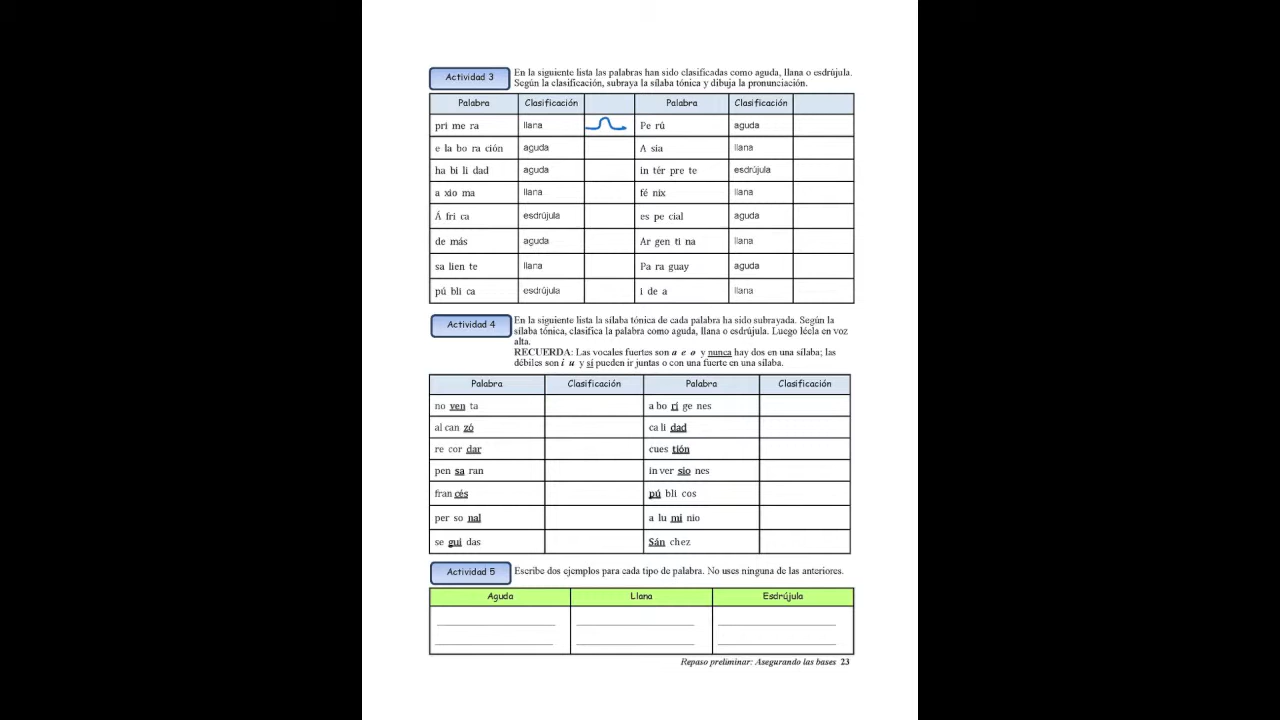 Actividad 3
En la siguiente lista las palabras han sido clasificadas como aguda, llana o esdrújula.
Según la clasificación, subraya la sílaba tónica y dibuja la pronunciación.
Palabra Clasificación Palabra Clasificación
pri me ra llana Pe rú aguda
e la bo ra ción aguda A sia llana
ha bi li dad aguda in tér pre te esdrújula
a xio ma llana fé nix llana
Á fri ca esdrújula es pe cial aguda
de más aguda Ar gen ti na llana
sa lien te llana Pa ra guay aguda
pú bli ca esdrújula i de a llana
Actividad 4
En la siguiente lista la sílaba tónica de cada palabra ha sido subrayada. Según la
sílaba tónica, clasifica la palabra como aguda, llana o esdrújula. Luego léela en voz
alta.
RECUERDA: Las vocales fuertes son a e o y nunca hay dos en una sílaba; las
débiles son i u y sí pueden ir juntas o con una fuerte en una sílaba.
Palabra Clasificación Palabra Clasificación
no ven ta a bo rí ge nes
al can zó ca li dad
re cor dar cues tión
pen sa ran in ver sio nes
fran cés pú bli cos
per so nal a lu mi nio
se gui das Sán chez
Actividad 5
Escribe dos ejemplos para cada tipo de palabra. No uses ninguna de las anteriores.
Aguda Llana Esdrújula
Repaso preliminar: Asegurando las bases 23